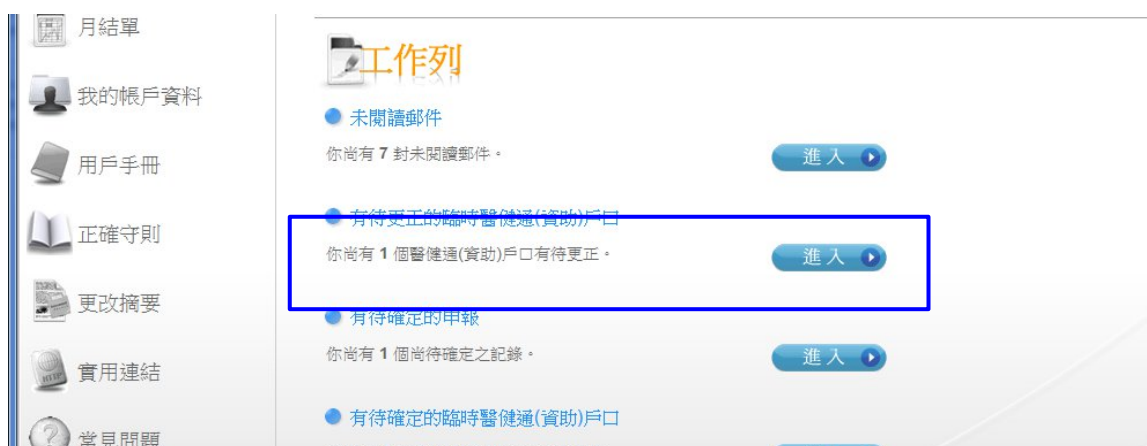 月結單
我的帳戶資料
用戶手冊
正確守則
更改摘要
實用連結
常見問題
工作列
未閱讀郵件
你尚有 7 封未閱讀郵件。
進入
有待更正的臨時醫健通(資助)戶口
你尚有 1 個醫健通(資助)戶口有待更正。
進入
有待確定的申報
你尚有 1 個尚待確定之記錄。
進入
有待確定的臨時醫健通(資助)戶口